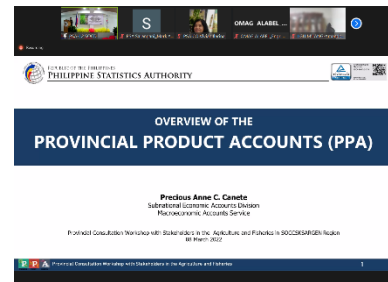 S
OMAG ALABEL ...
REPUBLIC OF THE PHILIPPINES
PHILIPPINE STATISTICS AUTHORITY
OVERVIEW OF THE
PROVINCIAL PRODUCT ACCOUNTS (PPA)
Precious Anne C. Canete
Subnational Economic Accounts Division
Macroeconomic Accounts Service
Provincial Consultation Workshop with Stakeholders in the Agriculture and Fisheries in SOCCSKSARGEN Region
08 March 2022
P P A Provincial Consultation Workshop with Stakeholders in the Agriculture and Fisheries
1